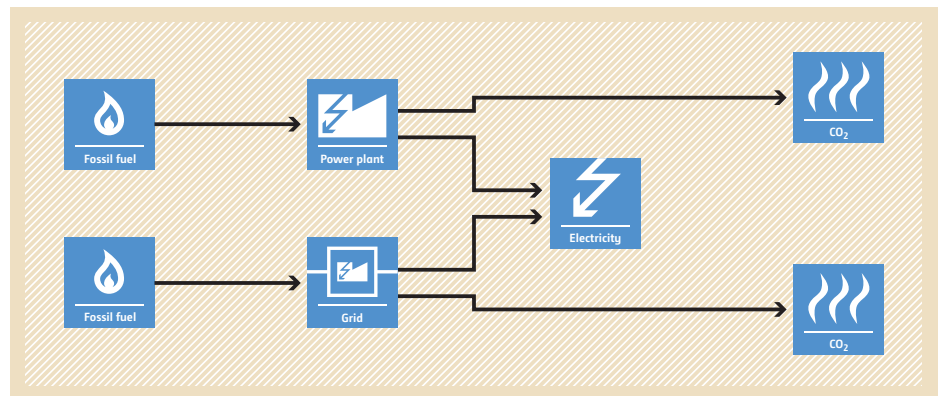 Fossil fuel
Power plant
CO₂
Electricity
Fossil fuel
Grid
CO₂